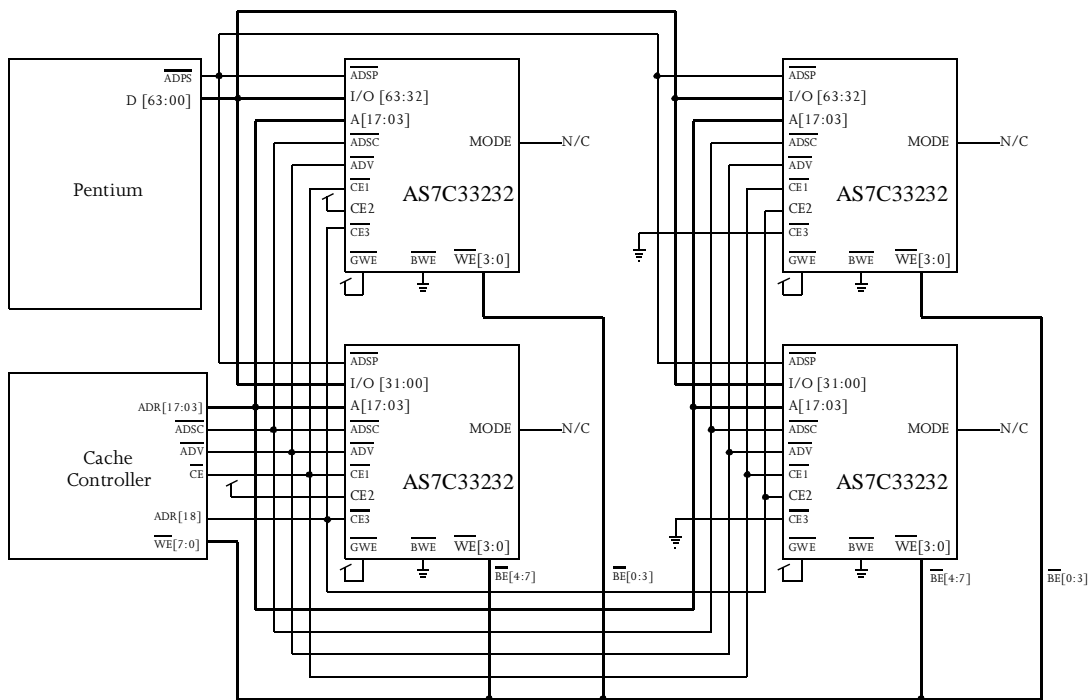 ADPS
D [63:00]
Pentium
ADSP
I/O [63:32]
A[17:03]
ADSC
MODE
N/C
ADV
CE1
AS7C33232
CE2
CE3
GWE
BWE
WE[3:0]
ADSP
I/O [63:32]
A[17:03]
ADSC
MODE
N/C
ADV
CE1
AS7C33232
CE2
CE3
GWE
BWE
WE[3:0]
ADR[17:03]
ADSC
ADV
CE
Cache
Controller
ADR[18]
WE[7:0]
ADSP
I/O [31:00]
A[17:03]
ADSC
MODE
N/C
ADV
CE1
AS7C33232
CE2
CE3
GWE
BWE
WE[3:0]
BE[4:7]
BE[0:3]
ADSP
I/O [31:00]
A[17:03]
ADSC
MODE
N/C
ADV
CE1
AS7C33232
CE2
CE3
GWE
BWE
WE[3:0]
BE[4:7]
BE[0:3]